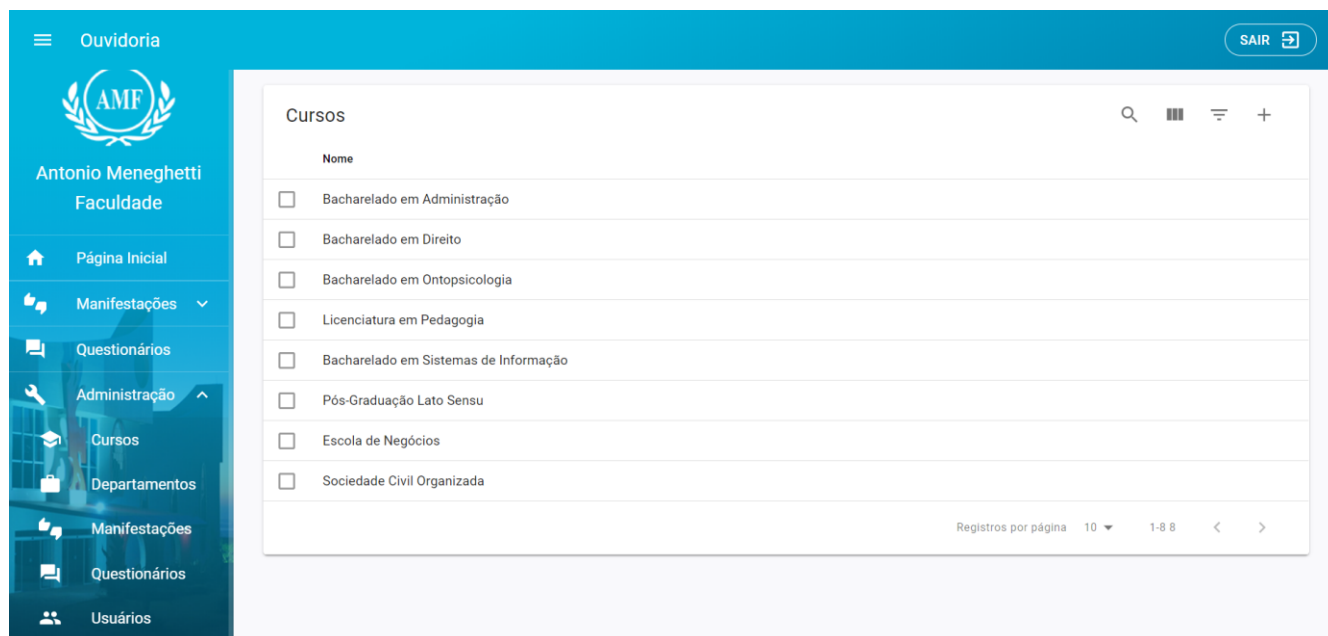 Ouvidoria
SAIR
AMF
Antonio Meneghetti
Faculdade
Página Inicial
Manifestações
Questionários
Administração
Cursos
Departamentos
Manifestações
Questionários
Usuários
Cursos
Nome
Bacharelado em Administração
Bacharelado em Direito
Bacharelado em Ontopsicologia
Licenciatura em Pedagogia
Bacharelado em Sistemas de Informação
Pós-Graduação Lato Sensu
Escola de Negócios
Sociedade Civil Organizada
Registros por página 10 1-8 8